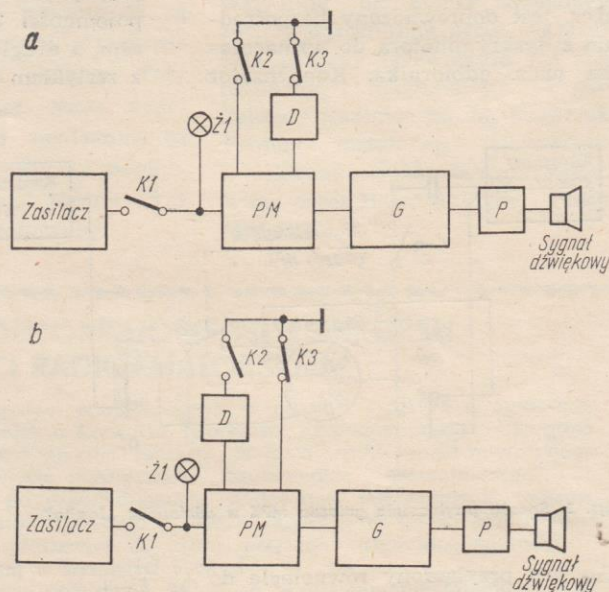 a
K2
K3
D
Ż1
Zasilacz
K1
PM
G
P
Sygnał
dźwiękowy
b
K2
K3
D
Ż1
Zasilacz
K1
PM
G
P
Sygnał
dźwiękowy